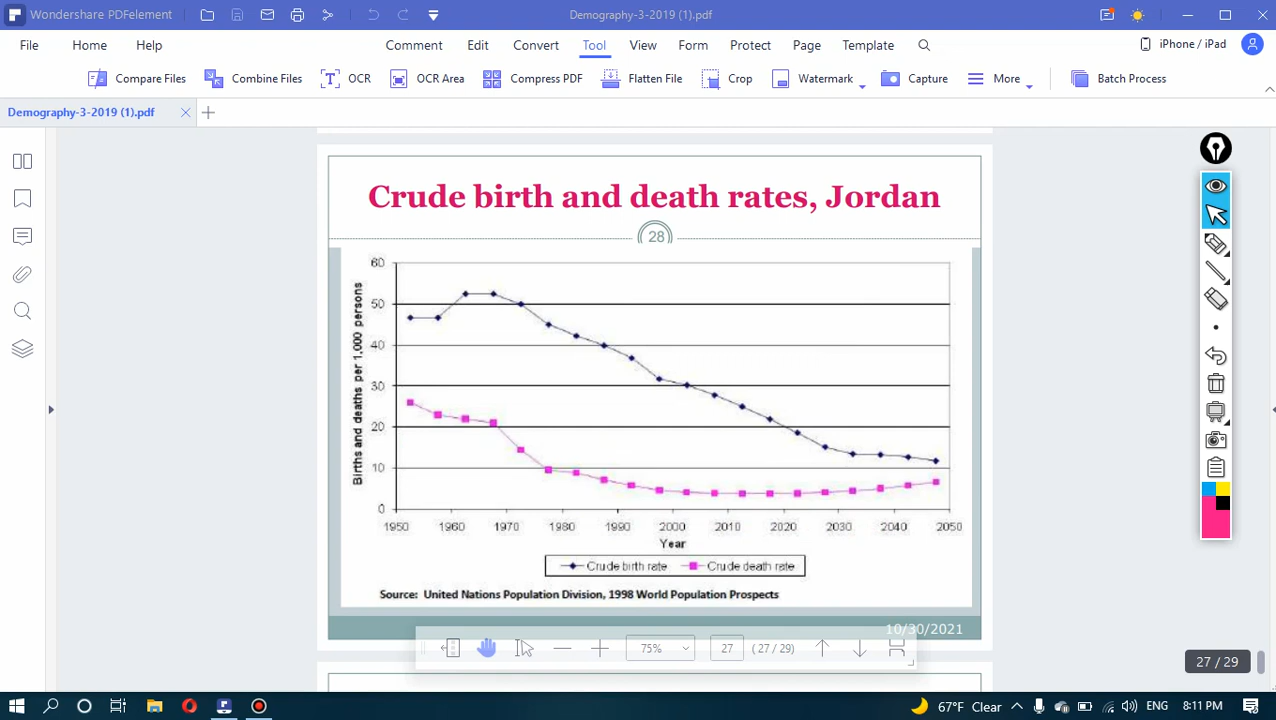 Wondershare PDFelement
Demography-3-2019 (1).pdf
File Home Help Comment Edit Convert Tool View Form Protect Page Template iPhone / iPad
Compare Files Combine Files OCR OCR Area Compress PDF Flatten File Crop Watermark Capture More Batch Process
Demography-3-2019 (1).pdf
Crude birth and death rates, Jordan
28
Births and deaths per 1,000 persons
60
50
40
30
20
10
0
1950 1960 1970 1980 1990 2000 2010 2020 2030 2040 2050
Year
Crude birth rate Crude death rate
Source: United Nations Population Division, 1998 World Population Prospects
10/30/2021
75% 27 (27 / 29)
27 / 29
67°F Clear ENG 8:11 PM